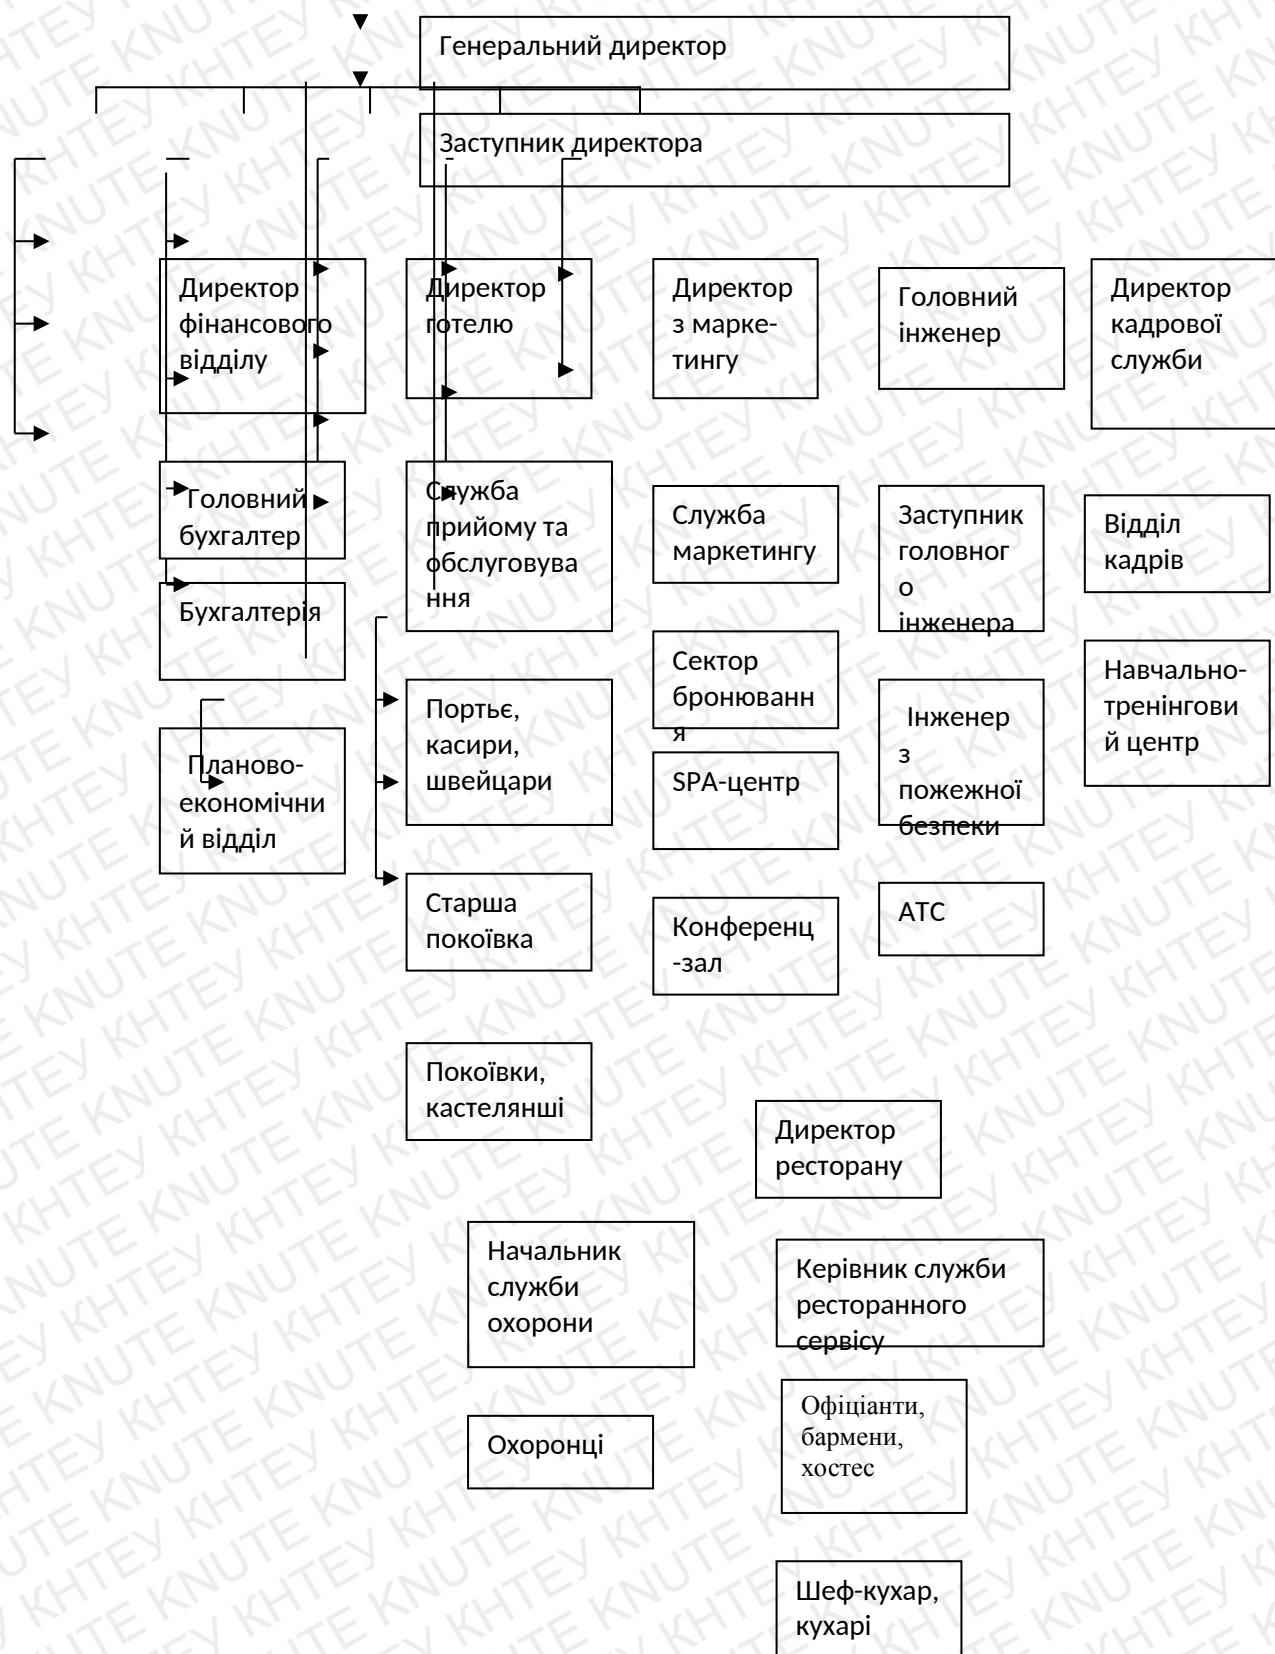 Генеральний директор
Заступник директора
Директор
фінансового
відділу
Директор
готелю
Директор
з марке-
тингу
Головний
інженер
Директор
кадрової
служби
Головний
бухгалтер
Служба
прийому та
обслуговува
ння
Служба
маркетингу
Заступник
головног
о
інженера
Відділ
кадрів
Бухгалтерія
Сектор
бронюванн
я
Навчально-
тренінгови
й центр
Портьє,
касири,
швейцари
Інженер
з
пожежної
безпеки
Планово-
економічни
й відділ
SPA-центр
Старша
покоївка
Конференц
-зал
АТС
Покоївки,
кастелянші
Директор
ресторану
Начальник
служби
охорони
Керівник служби
ресторанного
сервісу
Офіціанти,
бармени,
хостес
Охоронці
Шеф-кухар,
кухарі